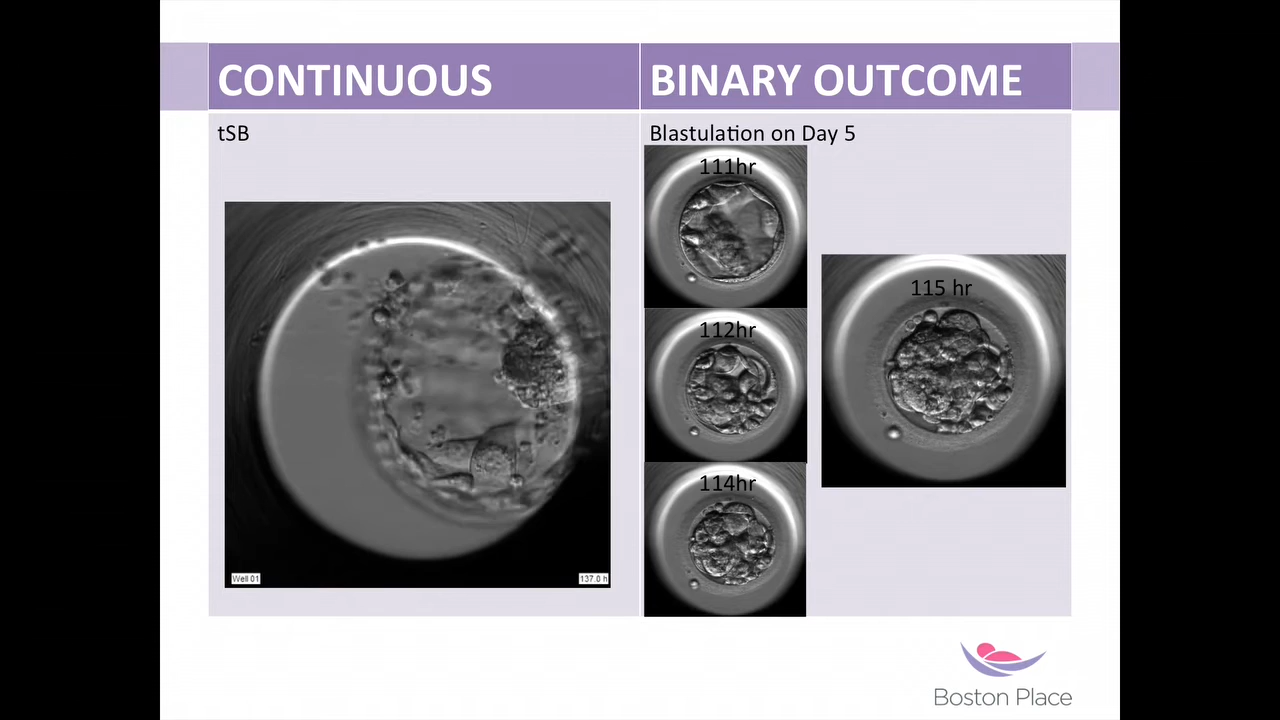 CONTINUOUS
BINARY OUTCOME
tSB
Blastulation on Day 5
111hr
112hr
114hr
115 hr
Well 01
137.0 h
Boston Place